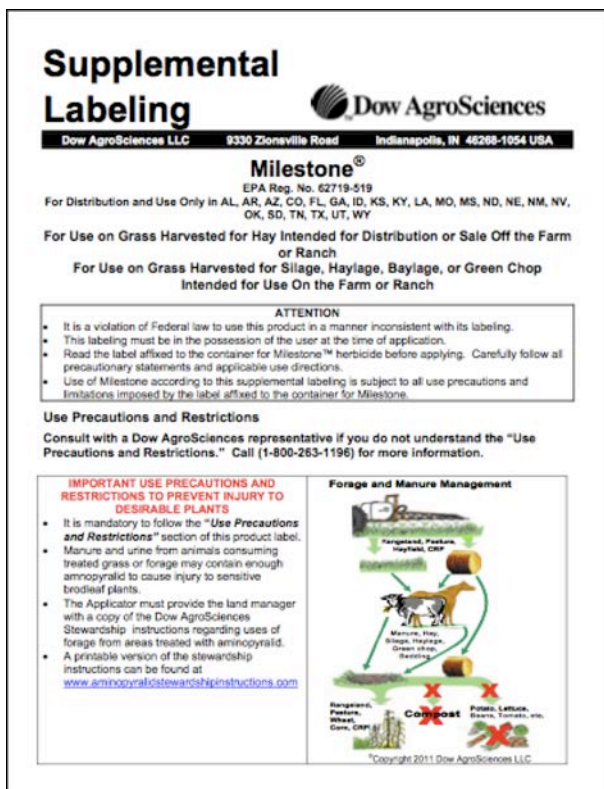 Supplemental
Labeling
Dow AgroSciences
Dow AgroSciences LLC 9330 Zionsville Road Indianapolis, IN 46268-1054 USA
Milestone®
EPA Reg. No. 62719-519
For Distribution and Use Only in AL, AR, AZ, CO, FL, GA, ID, KS, KY, LA, MO, MS, ND, NE, NM, NV,
OK, SD, TN, TX, UT, WY
For Use on Grass Harvested for Hay Intended for Distribution or Sale Off the Farm
or Ranch
For Use on Grass Harvested for Silage, Haylage, Baylage, or Green Chop
Intended for Use On the Farm or Ranch
ATTENTION
• It is a violation of Federal law to use this product in a manner inconsistent with its labeling.
• This labeling must be in the possession of the user at the time of application.
• Read the label affixed to the container for Milestone™ herbicide before applying. Carefully follow all
precautionary statements and applicable use directions.
• Use of Milestone according to this supplemental labeling is subject to all use precautions and
limitations imposed by the label affixed to the container for Milestone.
Use Precautions and Restrictions
Consult with a Dow AgroSciences representative if you do not understand the “Use
Precautions and Restrictions.” Call (1-800-263-1196) for more information.
IMPORTANT USE PRECAUTIONS AND
RESTRICTIONS TO PREVENT INJURY TO
DESIRABLE PLANTS
• It is mandatory to follow the “Use Precautions
and Restrictions” section of this product label.
• Manure and urine from animals consuming
treated grass or forage may contain enough
amnopyralid to cause injury to sensitive
brodleaf plants.
• The Applicator must provide the land manager
with a copy of the Dow AgroSciences
Stewardship instructions regarding uses of
forage from areas treated with aminopyralid.
• A printable version of the stewardship
instructions can be found at
www.aminopyralidstewardshipinstructions.com
Forage and Manure Management
Rangeland, Pasture,
Hayfield, CRP
Manure, Hay,
Silage, Haylage,
Green chop,
Bedding
Rangeland,
Pasture,
Wheat,
Corn, CRP
Compost
Potato, Lettuce,
Beans, Tomato, etc.
©Copyright 2011 Dow AgroSciences LLC